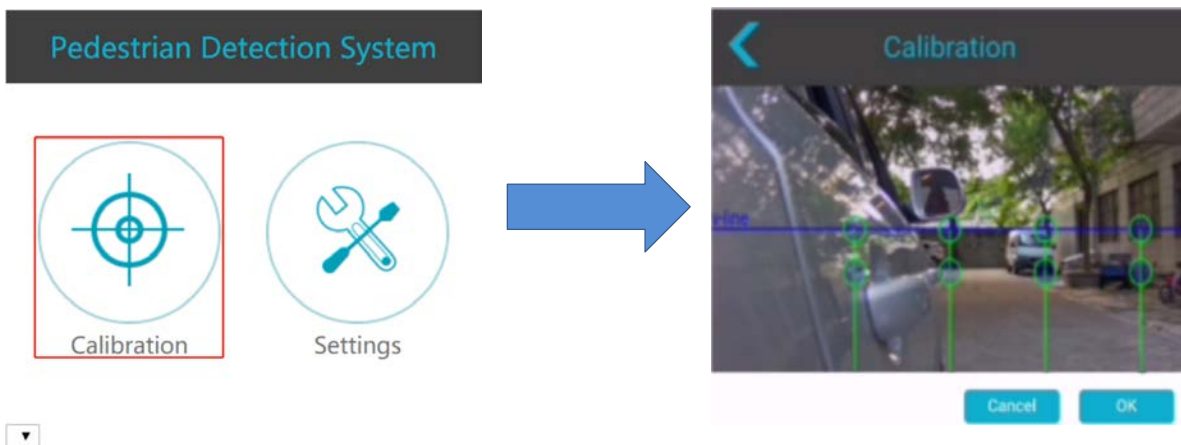 Pedestrian Detection System
Calibration
Settings
Calibration
Cancel
OK